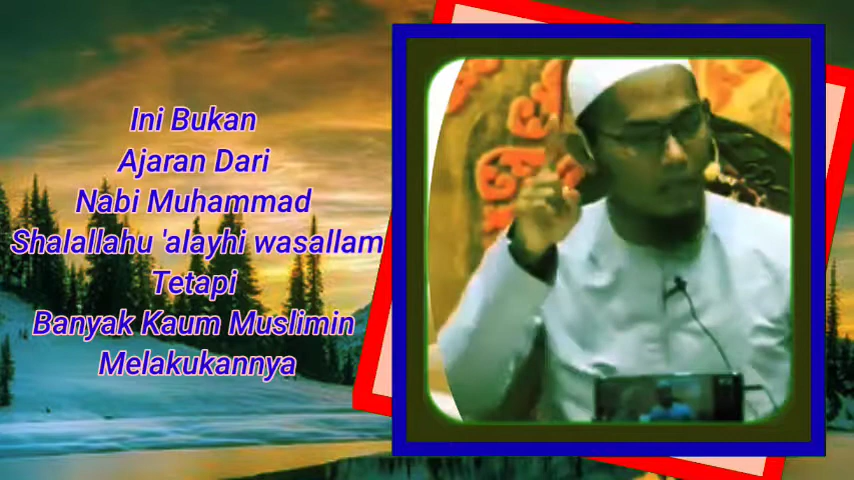 Ini Bukan
Ajaran Dari
Nabi Muhammad
Shalallahu 'alayhi wasallam
Tetapi
Banyak Kaum Muslimin
Melakukannya